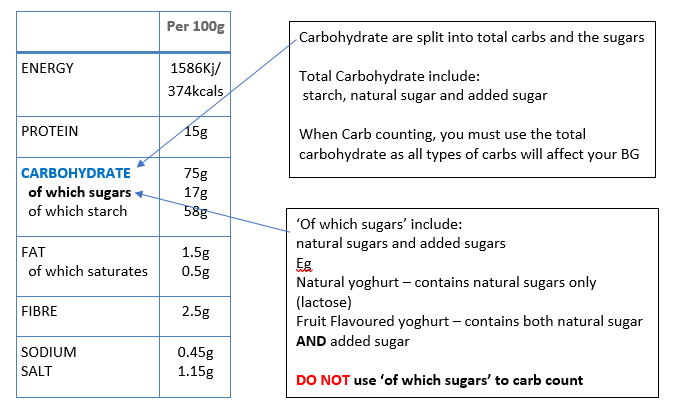 Per 100g
ENERGY 1586Kj/
374kcals
PROTEIN 15g
CARBOHYDRATE 75g
of which sugars 17g
of which starch 58g
FAT 1.5g
of which saturates 0.5g
FIBRE 2.5g
SODIUM 0.45g
SALT 1.15g
Carbohydrate are split into total carbs and the sugars
Total Carbohydrate include:
starch, natural sugar and added sugar
When Carb counting, you must use the total
carbohydrate as all types of carbs will affect your BG
‘Of which sugars’ include:
natural sugars and added sugars
Eg
Natural yoghurt – contains natural sugars only
(lactose)
Fruit Flavoured yoghurt – contains both natural sugar
AND added sugar
DO NOT use ‘of which sugars’ to carb count